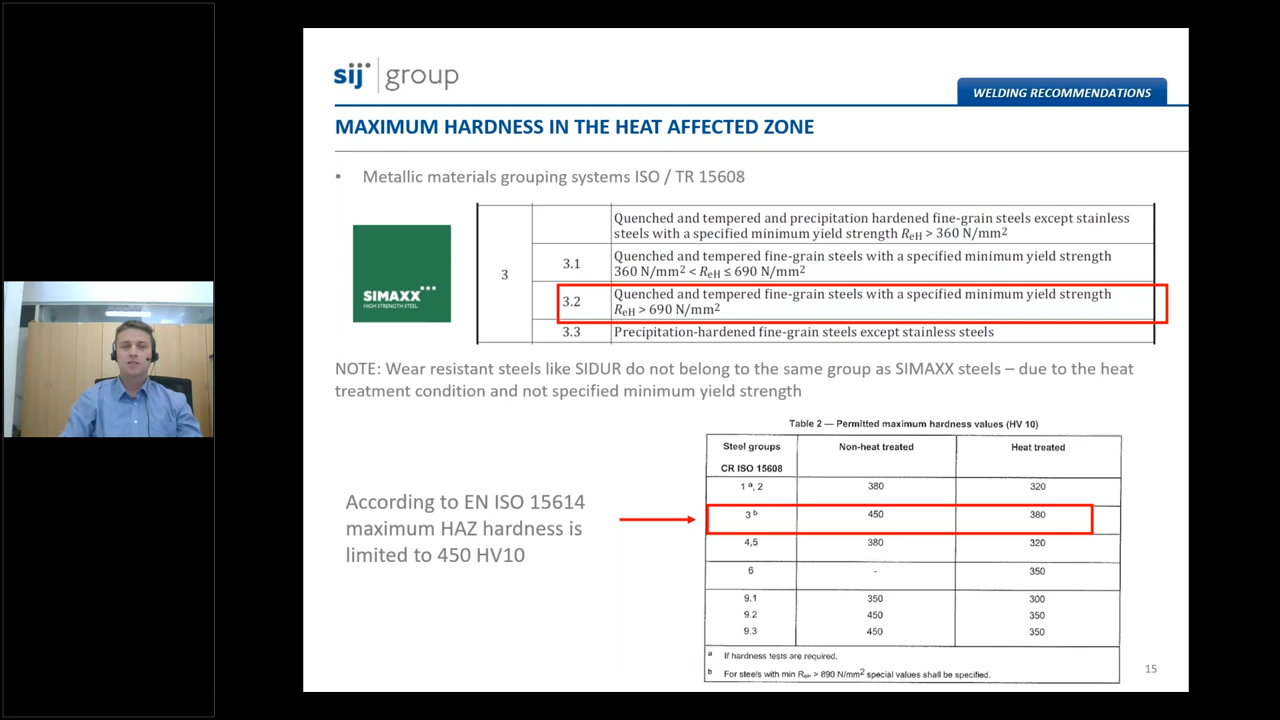 sij group
WELDING RECOMMENDATIONS
MAXIMUM HARDNESS IN THE HEAT AFFECTED ZONE
• Metallic materials grouping systems ISO / TR 15608
SIMAXX
HIGH STRENGTH STEEL
3
Quenched and tempered and precipitation hardened fine-grain steels except stainless
steels with a specified minimum yield strength ReH > 360 N/mm²
3.1 Quenched and tempered fine-grain steels with a specified minimum yield strength
360 N/mm² < ReH ≤ 690 N/mm²
3.2 Quenched and tempered fine-grain steels with a specified minimum yield strength
ReH > 690 N/mm²
3.3 Precipitation-hardened fine-grain steels except stainless steels
NOTE: Wear resistant steels like SIDUR do not belong to the same group as SIMAXX steels – due to the heat
treatment condition and not specified minimum yield strength
According to EN ISO 15614
maximum HAZ hardness is
limited to 450 HV10
Table 2 — Permitted maximum hardness values (HV 10)
Steel groups Non-heat treated Heat treated
CR ISO 15608
1 a, 2 380 320
3 b 450 380
4,5 380 320
6 - 350
9.1 350 300
9.2 450 350
9.3 450 350
a If hardness tests are required.
b For steels with min ReH > 890 N/mm² special values shall be specified.
15